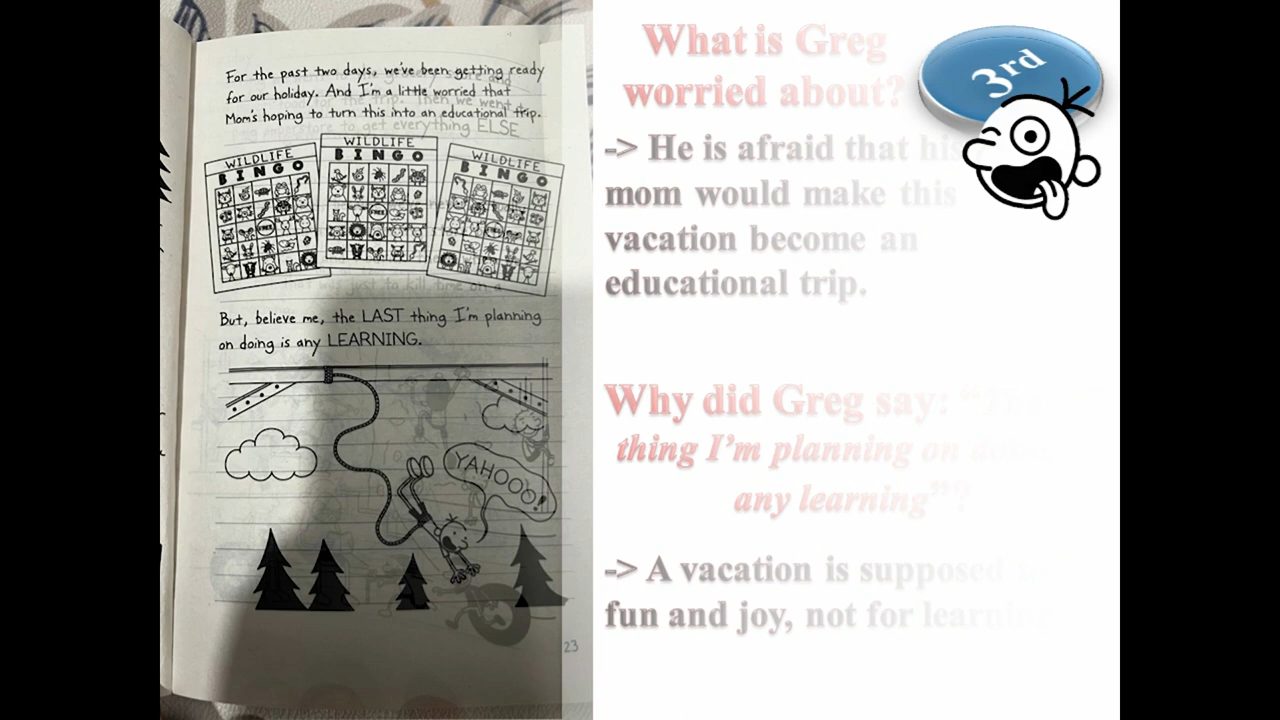 For the past two days, we've been getting ready
for our holiday. And I'm a little worried that
Mom's hoping to turn this into an educational trip.
WILDLIFE
BINGO
FREE
WILDLIFE
BINGO
FREE
WILDLIFE
BINGO
FREE
But, believe me, the LAST thing I'm planning
on doing is any LEARNING.
YAHOOO!
23
What is Greg
worried about?
3rd
-> He is afraid that his
mom would make this
vacation become an
educational trip.
Why did Greg say: “The
thing I’m planning on doing
any learning”?
-> A vacation is supposed
fun and joy, not for learning